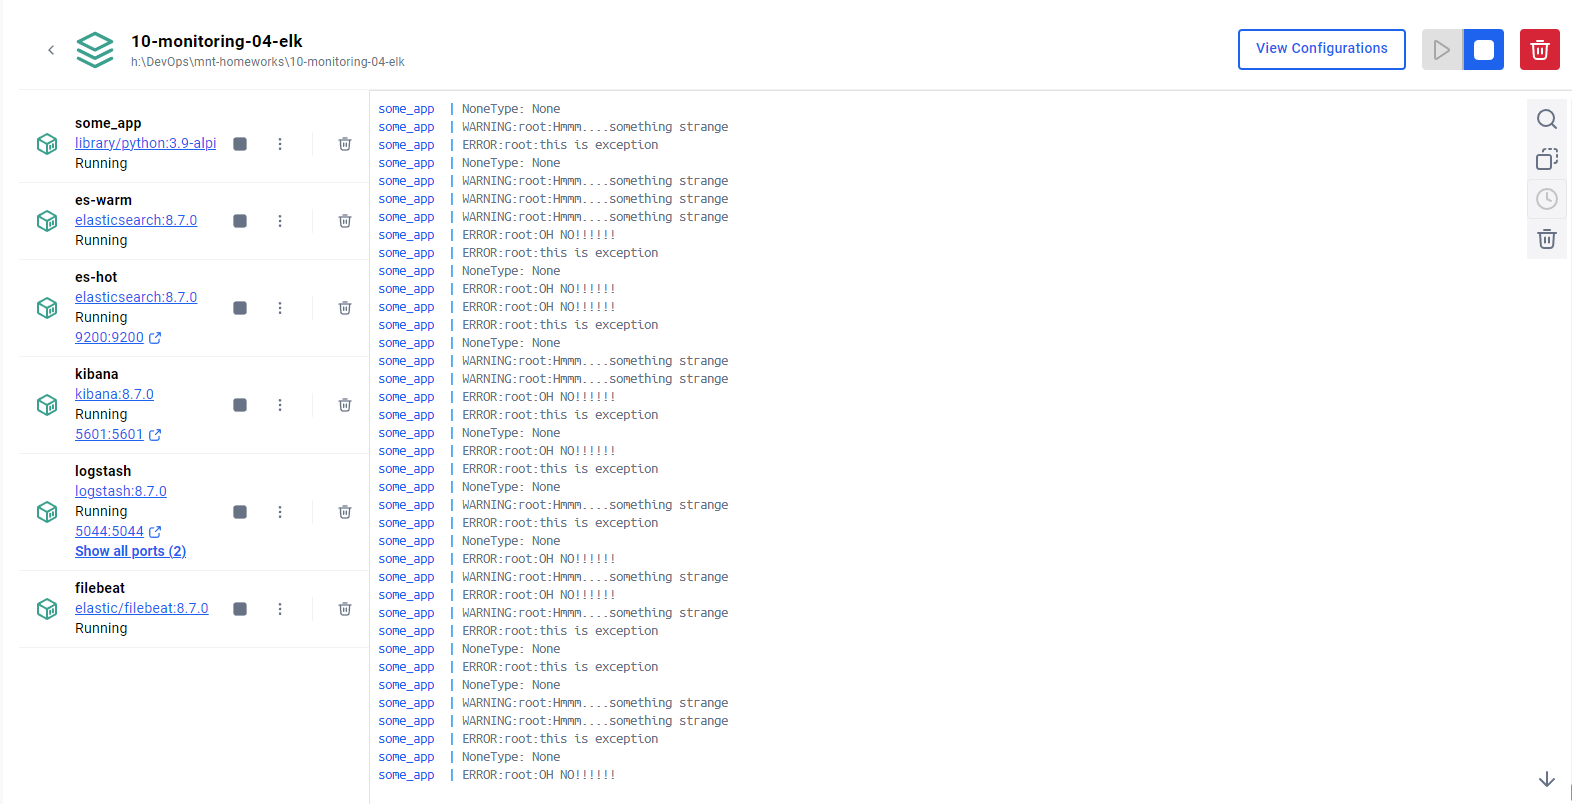 10-monitoring-04-elk
h:\DevOps\mnt-homeworks\10-monitoring-04-elk
View Configurations
some_app
library/python:3.9-alpi
Running
es-warm
elasticsearch:8.7.0
Running
es-hot
elasticsearch:8.7.0
Running
9200:9200
kibana
kibana:8.7.0
Running
5601:5601
logstash
logstash:8.7.0
Running
5044:5044
Show all ports (2)
filebeat
elastic/filebeat:8.7.0
Running
some_app | NoneType: None
some_app | WARNING:root:Hmmm....something strange
some_app | ERROR:root:this is exception
some_app | NoneType: None
some_app | WARNING:root:Hmmm....something strange
some_app | WARNING:root:Hmmm....something strange
some_app | WARNING:root:Hmmm....something strange
some_app | ERROR:root:OH NO!!!!!!
some_app | ERROR:root:this is exception
some_app | NoneType: None
some_app | ERROR:root:OH NO!!!!!!
some_app | ERROR:root:OH NO!!!!!!
some_app | ERROR:root:this is exception
some_app | NoneType: None
some_app | WARNING:root:Hmmm....something strange
some_app | WARNING:root:Hmmm....something strange
some_app | ERROR:root:OH NO!!!!!!
some_app | ERROR:root:this is exception
some_app | NoneType: None
some_app | ERROR:root:OH NO!!!!!!
some_app | ERROR:root:this is exception
some_app | NoneType: None
some_app | WARNING:root:Hmmm....something strange
some_app | ERROR:root:this is exception
some_app | NoneType: None
some_app | ERROR:root:OH NO!!!!!!
some_app | WARNING:root:Hmmm....something strange
some_app | ERROR:root:OH NO!!!!!!
some_app | WARNING:root:Hmmm....something strange
some_app | ERROR:root:this is exception
some_app | NoneType: None
some_app | ERROR:root:this is exception
some_app | NoneType: None
some_app | WARNING:root:Hmmm....something strange
some_app | WARNING:root:Hmmm....something strange
some_app | ERROR:root:this is exception
some_app | NoneType: None
some_app | ERROR:root:OH NO!!!!!!